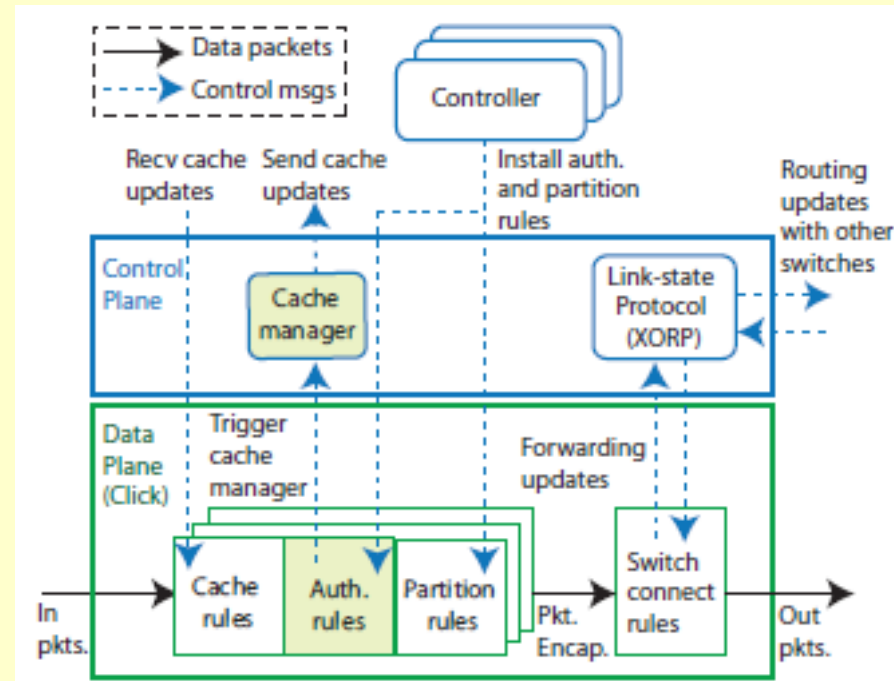 Data packets
Control msgs
Controller
Recv cache
updates
Send cache
updates
Install auth.
and partition
rules
Routing
updates
with other
switches
Control
Plane
Cache
manager
Link-state
Protocol
(XORP)
Data
Plane
(Click)
Trigger
cache
manager
Forwarding
updates
In
pkts.
Cache
rules
Auth.
rules
Partition
rules
Pkt.
Encap.
Switch
connect
rules
Out
pkts.